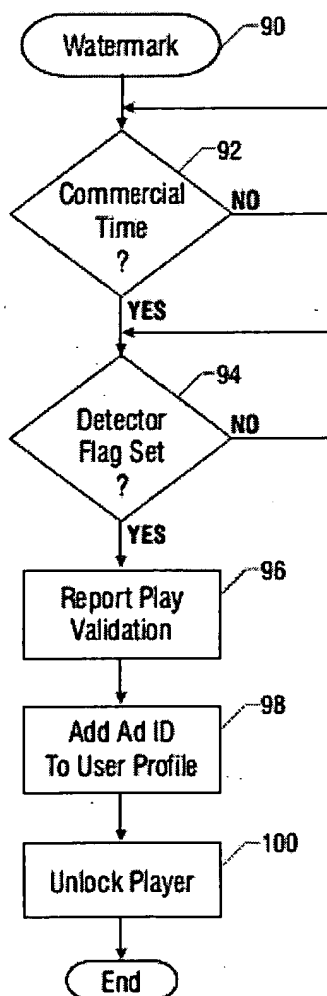 Watermark
90
92
Commercial
Time
?
NO
YES
94
Detector
Flag Set
?
NO
YES
96
Report Play
Validation
98
Add Ad ID
To User Profile
100
Unlock Player
End